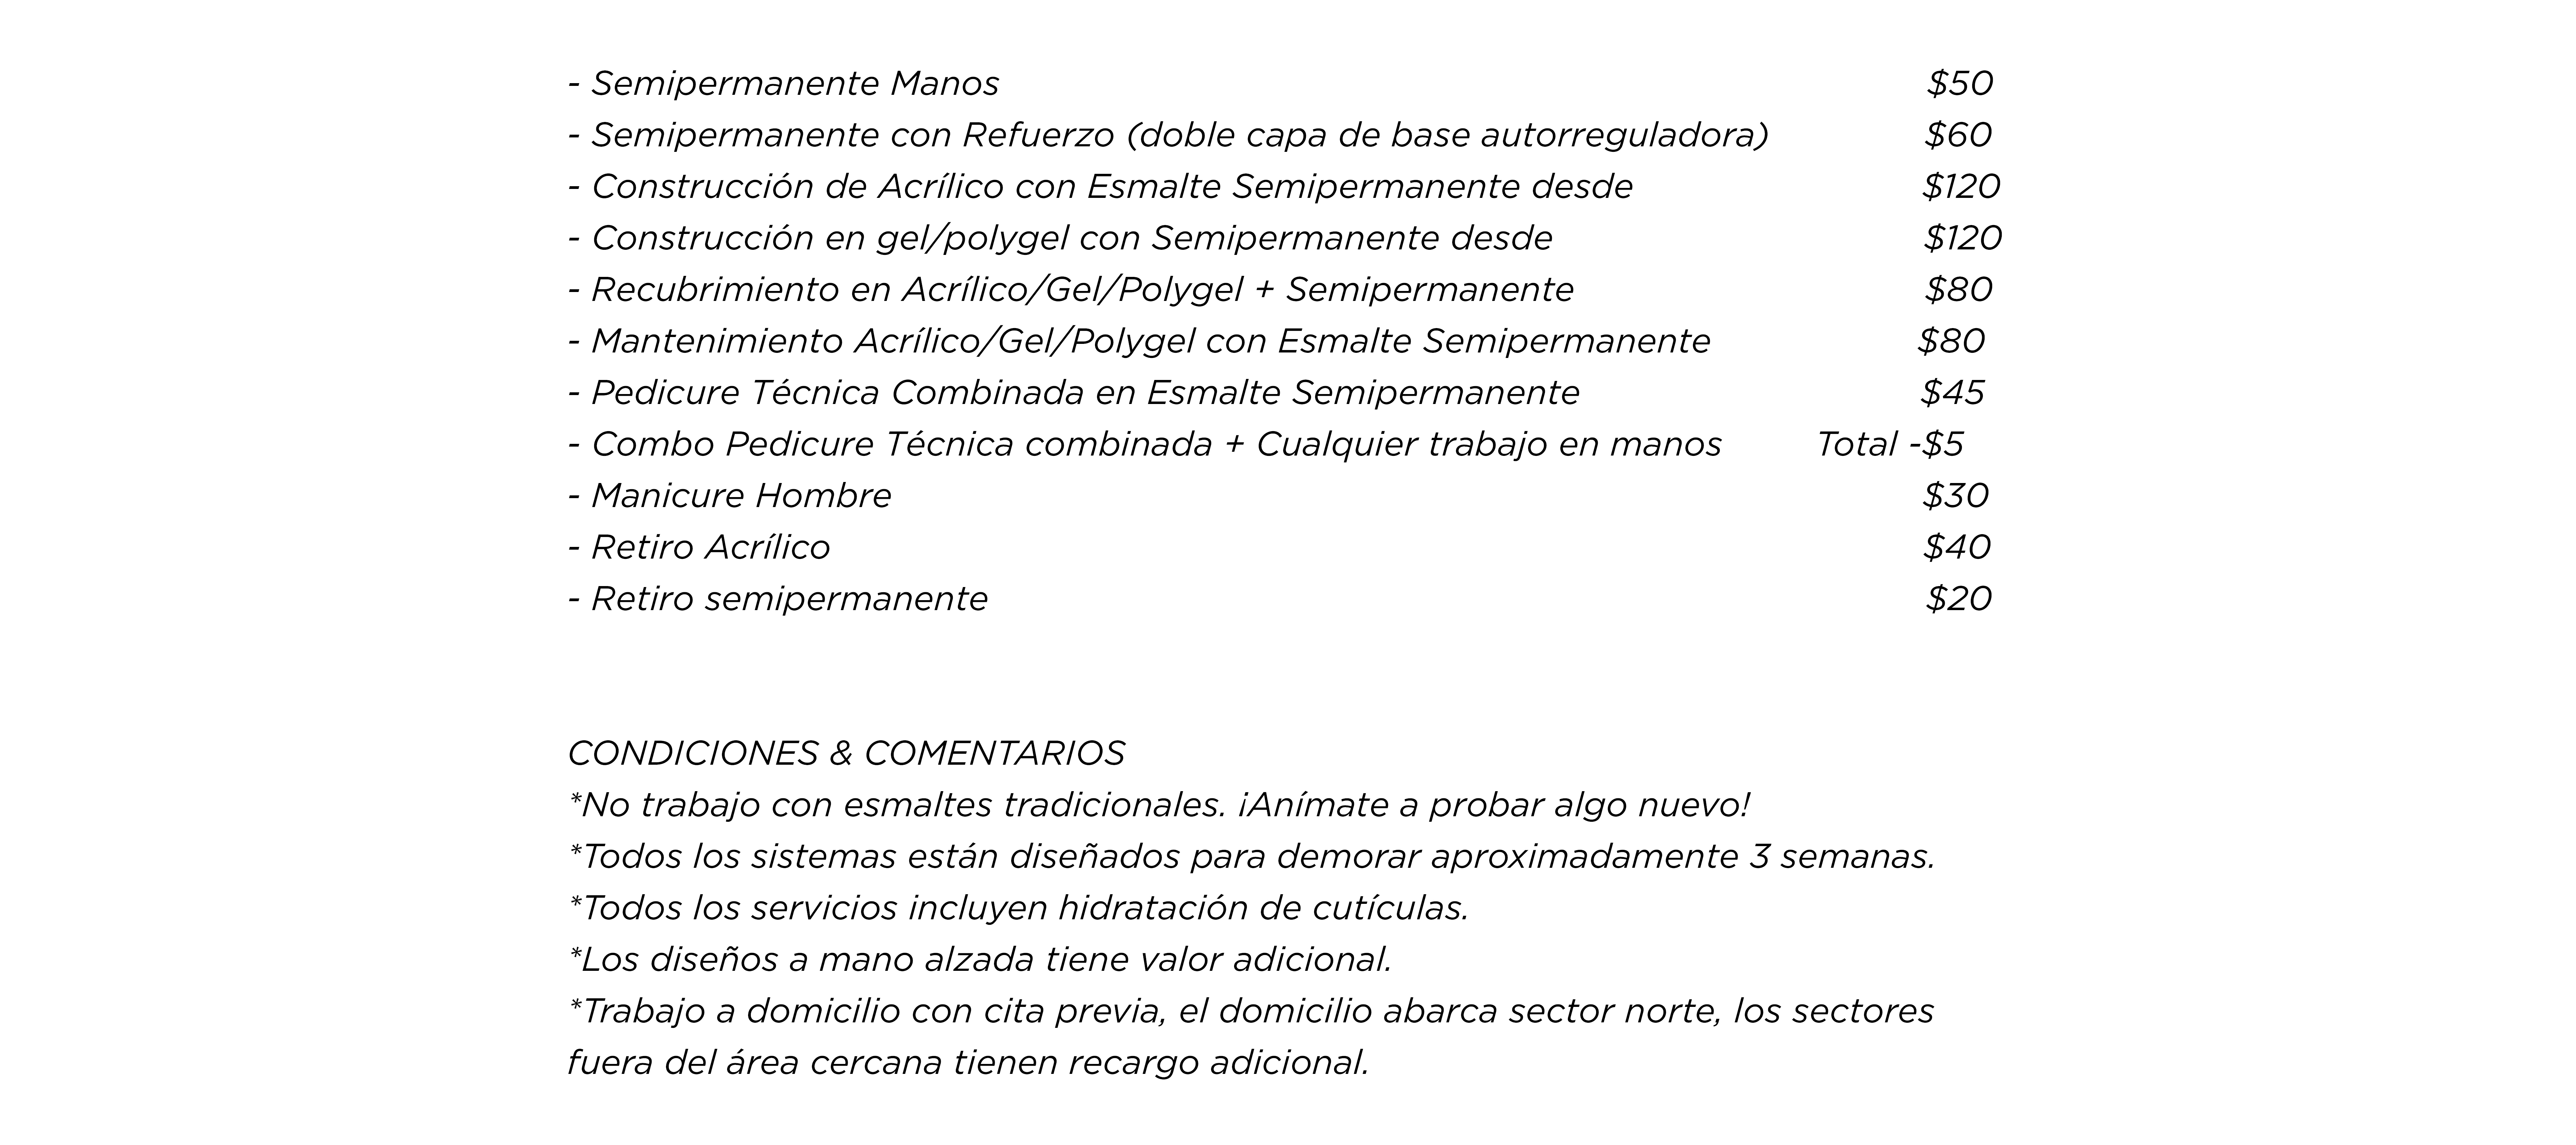 - Semipermanente Manos $50
- Semipermanente con Refuerzo (doble capa de base autorreguladora) $60
- Construcción de Acrílico con Esmalte Semipermanente desde $120
- Construcción en gel/polygel con Semipermanente desde $120
- Recubrimiento en Acrílico/Gel/Polygel + Semipermanente $80
- Mantenimiento Acrílico/Gel/Polygel con Esmalte Semipermanente $80
- Pedicure Técnica Combinada en Esmalte Semipermanente $45
- Combo Pedicure Técnica combinada + Cualquier trabajo en manos Total -$5
- Manicure Hombre $30
- Retiro Acrílico $40
- Retiro semipermanente $20
CONDICIONES & COMENTARIOS
*No trabajo con esmaltes tradicionales. ¡Anímate a probar algo nuevo!
*Todos los sistemas están diseñados para demorar aproximadamente 3 semanas.
*Todos los servicios incluyen hidratación de cutículas.
*Los diseños a mano alzada tiene valor adicional.
*Trabajo a domicilio con cita previa, el domicilio abarca sector norte, los sectores
fuera del área cercana tienen recargo adicional.